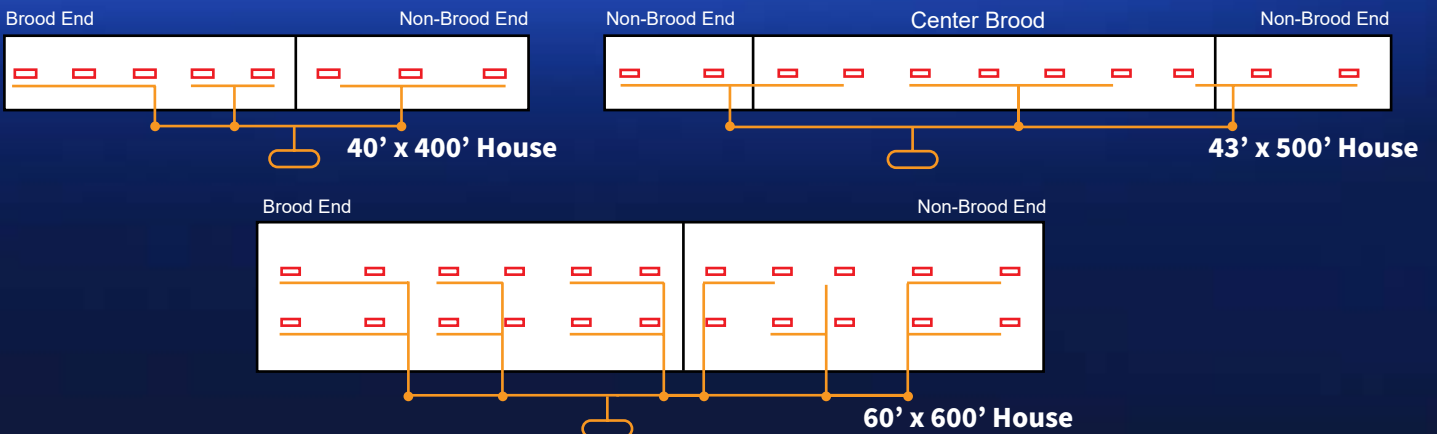 Brood End
Non-Brood End
Non-Brood End
Center Brood
Non-Brood End
40’ x 400’ House
43’ x 500’ House
Brood End
Non-Brood End
60’ x 600’ House